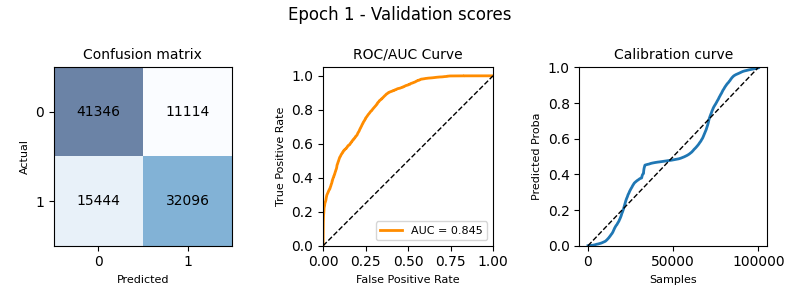 Epoch 1 - Validation scores
Confusion matrix
0
1
Actual
41346 11114
15444 32096
0 1
Predicted
ROC/AUC Curve
1.0
0.8
0.6
0.4
0.2
0.0
True Positive Rate
AUC = 0.845
0.00 0.25 0.50 0.75 1.00
False Positive Rate
Calibration curve
1.0
0.8
0.6
0.4
0.2
0.0
Predicted Proba
0 50000 100000
Samples